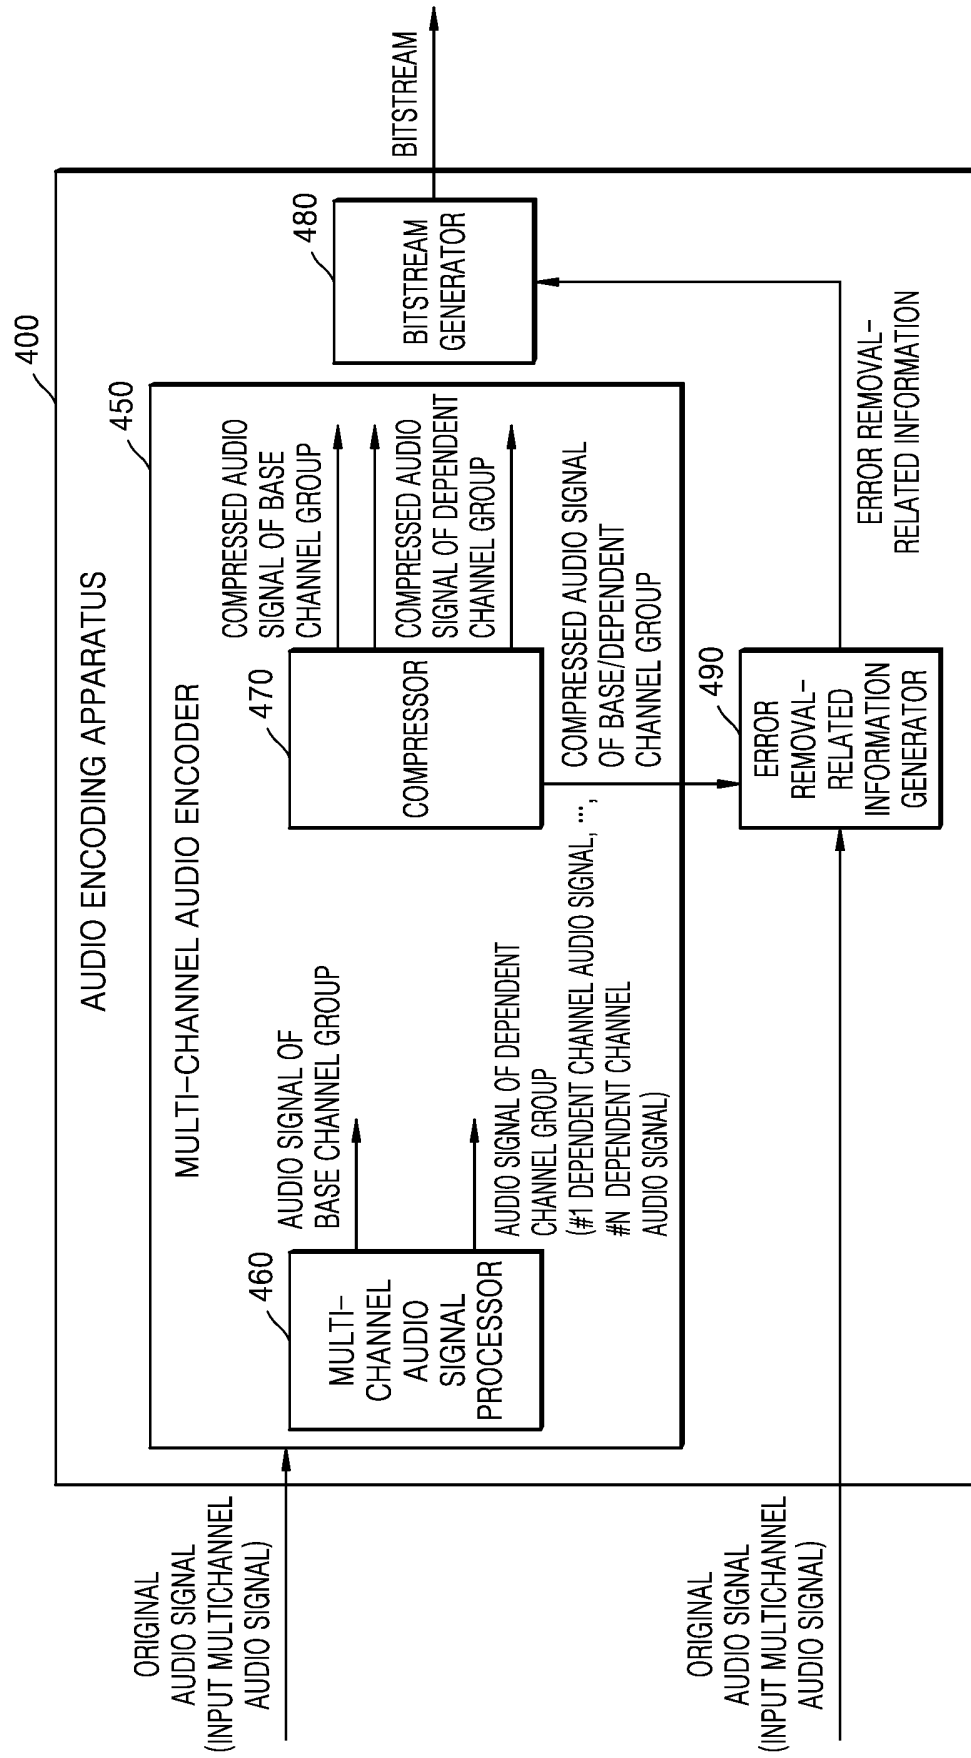 400
AUDIO ENCODING APPARATUS
450
MULTI-CHANNEL AUDIO ENCODER
ORIGINAL
AUDIO SIGNAL
(INPUT MULTICHANNEL
AUDIO SIGNAL)
460
MULTI-
CHANNEL
AUDIO
SIGNAL
PROCESSOR
AUDIO SIGNAL OF
BASE CHANNEL GROUP
AUDIO SIGNAL OF DEPENDENT
CHANNEL GROUP
(#1 DEPENDENT CHANNEL AUDIO SIGNAL, ...,
#N DEPENDENT CHANNEL
AUDIO SIGNAL)
470
COMPRESSOR
COMPRESSED AUDIO
SIGNAL OF BASE
CHANNEL GROUP
COMPRESSED AUDIO
SIGNAL OF DEPENDENT
CHANNEL GROUP
COMPRESSED AUDIO SIGNAL
OF BASE/DEPENDENT
CHANNEL GROUP
480
BITSTREAM
GENERATOR
BITSTREAM
ORIGINAL
AUDIO SIGNAL
(INPUT MULTICHANNEL
AUDIO SIGNAL)
490
ERROR
REMOVAL-
RELATED
INFORMATION
GENERATOR
ERROR REMOVAL-
RELATED INFORMATION